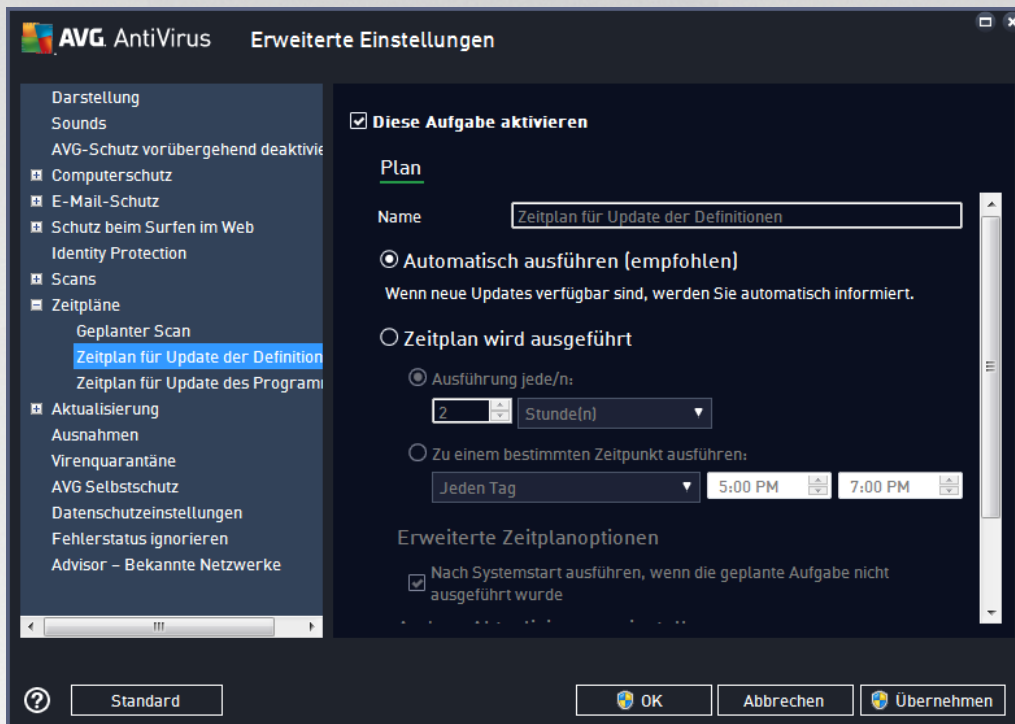 AVG AntiVirus Erweiterte Einstellungen
Darstellung
Sounds
AVG-Schutz vorübergehend deaktivie
Computerschutz
E-Mail-Schutz
Schutz beim Surfen im Web
Identity Protection
Scans
Zeitpläne
Geplanter Scan
Zeitplan für Update der Definition
Zeitplan für Update des Program
Aktualisierung
Ausnahmen
Virenquarantäne
AVG Selbstschutz
Datenschutzeinstellungen
Fehlerstatus ignorieren
Advisor – Bekannte Netzwerke
Diese Aufgabe aktivieren
Plan
Name Zeitplan für Update der Definitionen
Automatisch ausführen (empfohlen)
Wenn neue Updates verfügbar sind, werden Sie automatisch informiert.
Zeitplan wird ausgeführt
Ausführung jede/n:
2 Stunde(n)
Zu einem bestimmten Zeitpunkt ausführen:
Jeden Tag 5:00 PM 7:00 PM
Erweiterte Zeitplanoptionen
Nach Systemstart ausführen, wenn die geplante Aufgabe nicht
ausgeführt wurde
? Standard OK Abbrechen Übernehmen